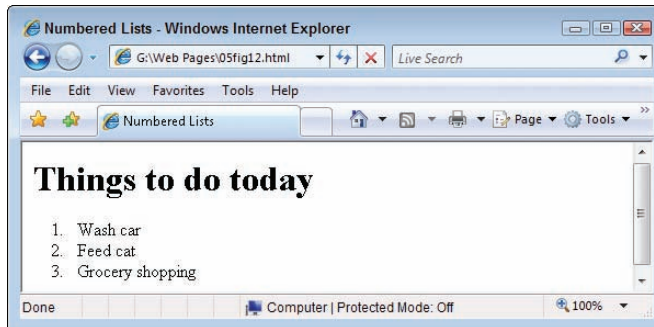 Numbered Lists - Windows Internet Explorer
G:\Web Pages\05fig12.html Live Search
File Edit View Favorites Tools Help
Numbered Lists Page Tools »
Things to do today
1. Wash car
2. Feed cat
3. Grocery shopping
Done Computer | Protected Mode: Off 100%